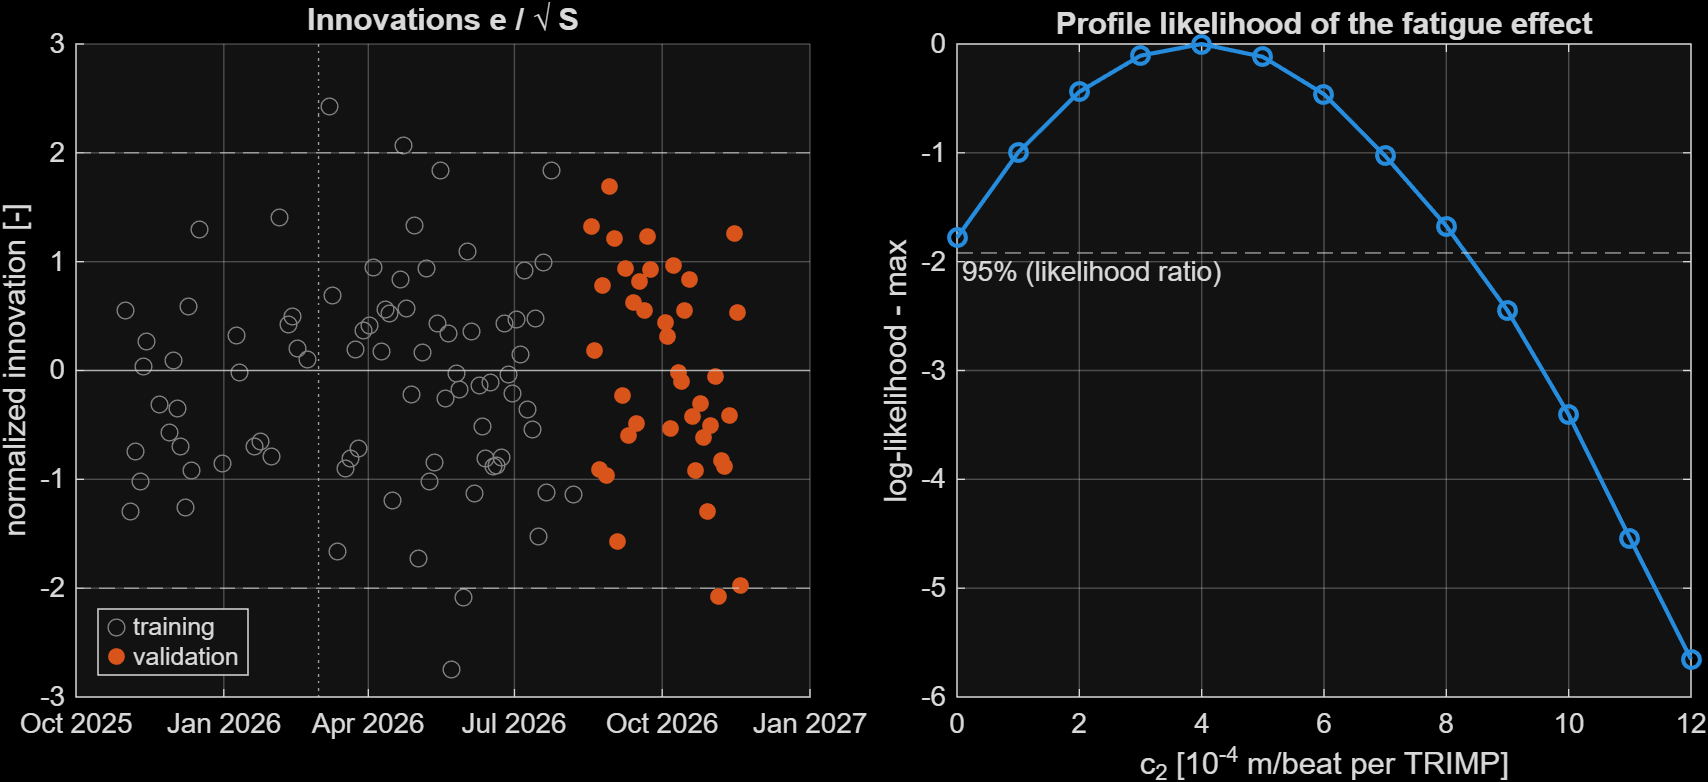 Innovations e / √ S
3
2
1
0
-1
-2
-3
normalized innovation [-]
training
validation
Oct 2025
Jan 2026
Apr 2026
Jul 2026
Oct 2026
Jan 2027
Profile likelihood of the fatigue effect
0
-1
-2
-3
-4
-5
-6
log-likelihood - max
95% (likelihood ratio)
0
2
4
6
8
10
12
c₂ [10⁻⁴ m/beat per TRIMP]